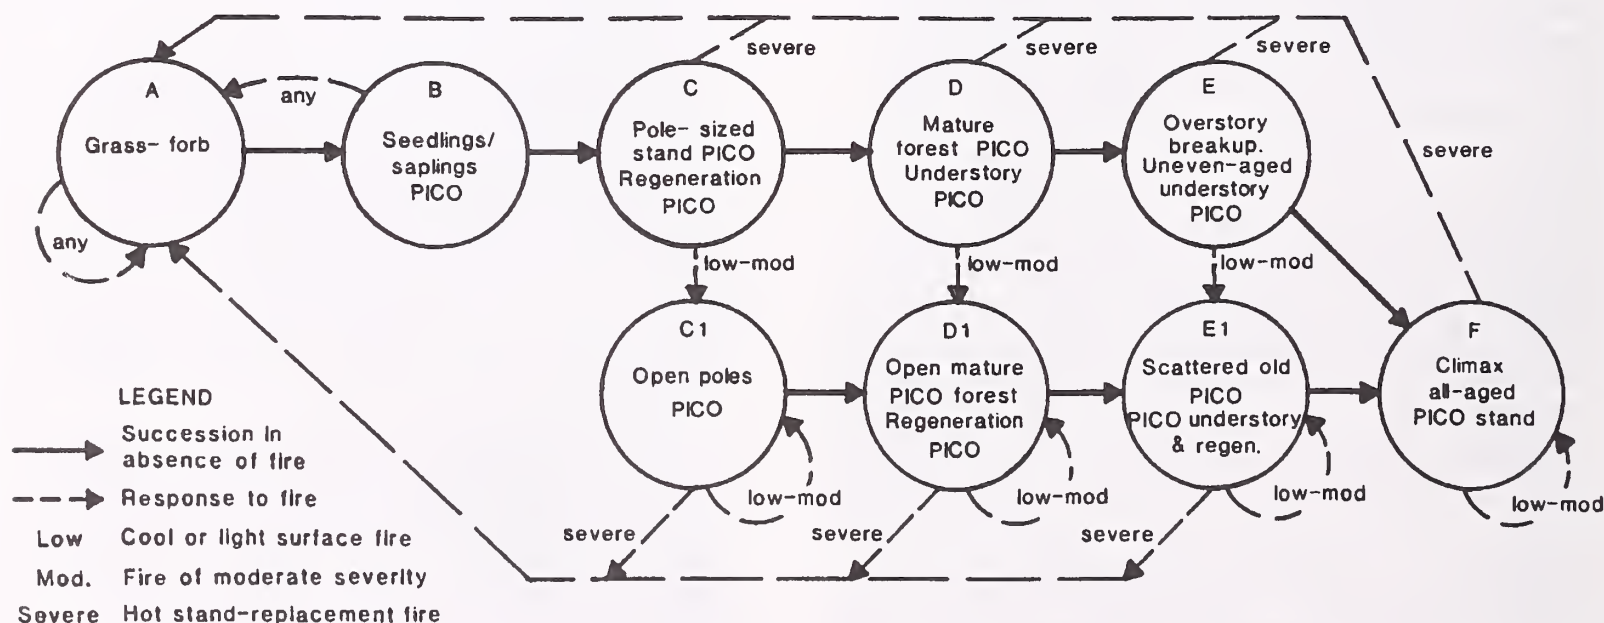 severe
severe
severe
A
Grass- forb
any
any
B
Seedlings/
saplings
PICO
C
Pole- sized
stand PICO
Regeneration
PICO
D
Mature
forest PICO
Understory
PICO
E
Overstory
breakup.
Uneven-aged
understory
PICO
severe
low-mod
low-mod
low-mod
C1
Open poles
PICO
D1
Open mature
PICO forest
Regeneration
PICO
E1
Scattered old
PICO
PICO understory
& regen.
F
Climax
all-aged
PICO stand
low-mod
low-mod
low-mod
low-mod
severe
severe
severe
LEGEND
Succession in
absence of fire
Response to fire
Low Cool or light surface fire
Mod. Fire of moderate severity
Severe Hot stand-replacement fire